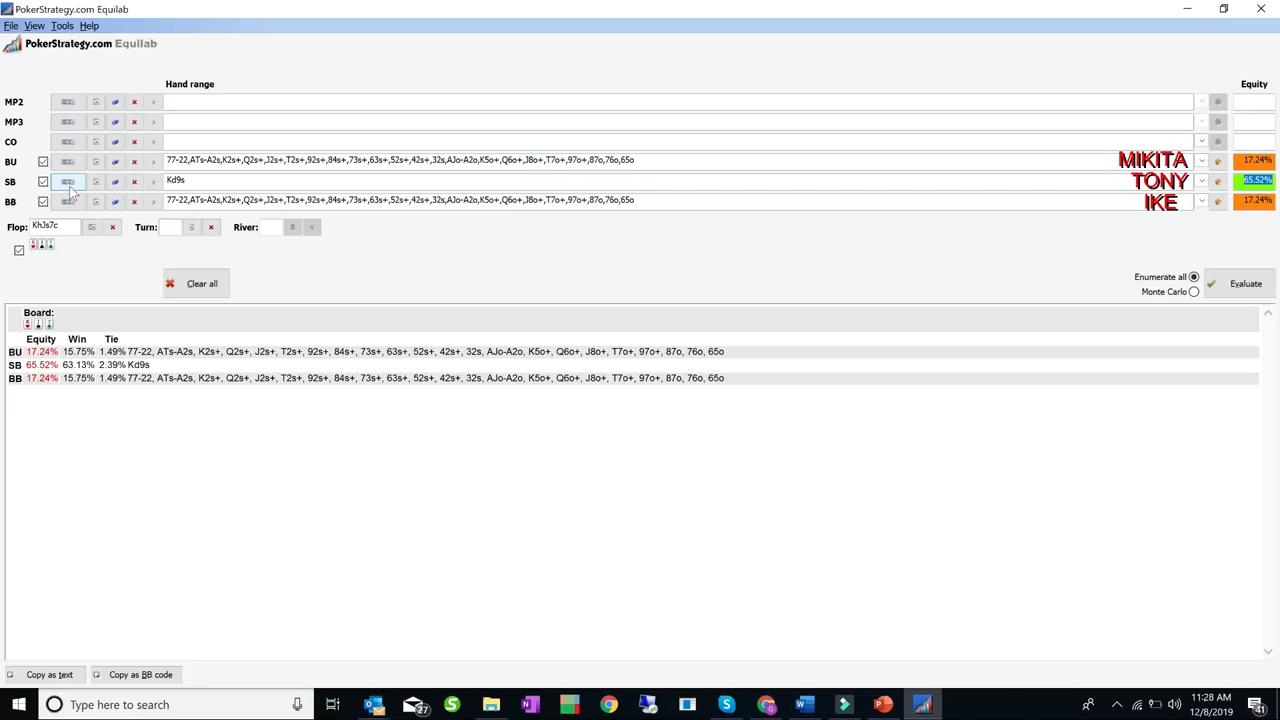 PokerStrategy.com Equilab
File View Tools Help
PokerStrategy.com Equilab
Hand range Equity
MP2
MP3
CO
BU 77-22,ATs-A2s,K2s+,Q2s+,J2s+,T2s+,92s+,84s+,73s+,63s+,52s+,42s+,32s,AJo-A2o,K5o+,Q6o+,J8o+,T7o+,97o+,87o,76o,65o MIKITA 17.24%
SB Kd9s TONY 65.52%
BB 77-22,ATs-A2s,K2s+,Q2s+,J2s+,T2s+,92s+,84s+,73s+,63s+,52s+,42s+,32s,AJo-A2o,K5o+,Q6o+,J8o+,T7o+,97o+,87o,76o,65o IKE 17.24%
Flop: KhJs7c Turn: River:
Clear all Enumerate all Evaluate
Monte Carlo
Board:
Equity Win Tie
BU 17.24% 15.75% 1.49% 77-22, ATs-A2s, K2s+, Q2s+, J2s+, T2s+, 92s+, 84s+, 73s+, 63s+, 52s+, 42s+, 32s, AJo-A2o, K5o+, Q6o+, J8o+, T7o+, 97o+, 87o, 76o, 65o
SB 65.52% 63.13% 2.39% Kd9s
BB 17.24% 15.75% 1.49% 77-22, ATs-A2s, K2s+, Q2s+, J2s+, T2s+, 92s+, 84s+, 73s+, 63s+, 52s+, 42s+, 32s, AJo-A2o, K5o+, Q6o+, J8o+, T7o+, 97o+, 87o, 76o, 65o
Copy as text Copy as BB code
Type here to search 27 11:28 AM
12/8/2019 41